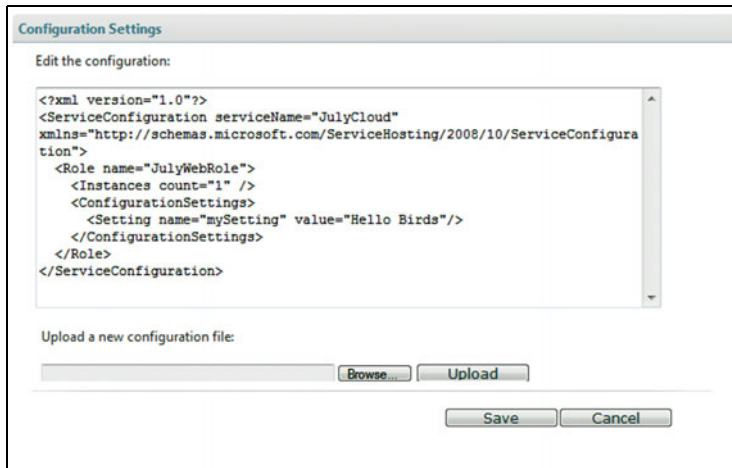 Configuration Settings
Edit the configuration:
<?xml version="1.0"?>
<ServiceConfiguration serviceName="JulyCloud"
xmlns="http://schemas.microsoft.com/ServiceHosting/2008/10/ServiceConfigura
tion">
<Role name="JulyWebRole">
<Instances count="1" />
<ConfigurationSettings>
<Setting name="mySetting" value="Hello Birds"/>
</ConfigurationSettings>
</Role>
</ServiceConfiguration>
Upload a new configuration file:
Browse... Upload
Save Cancel